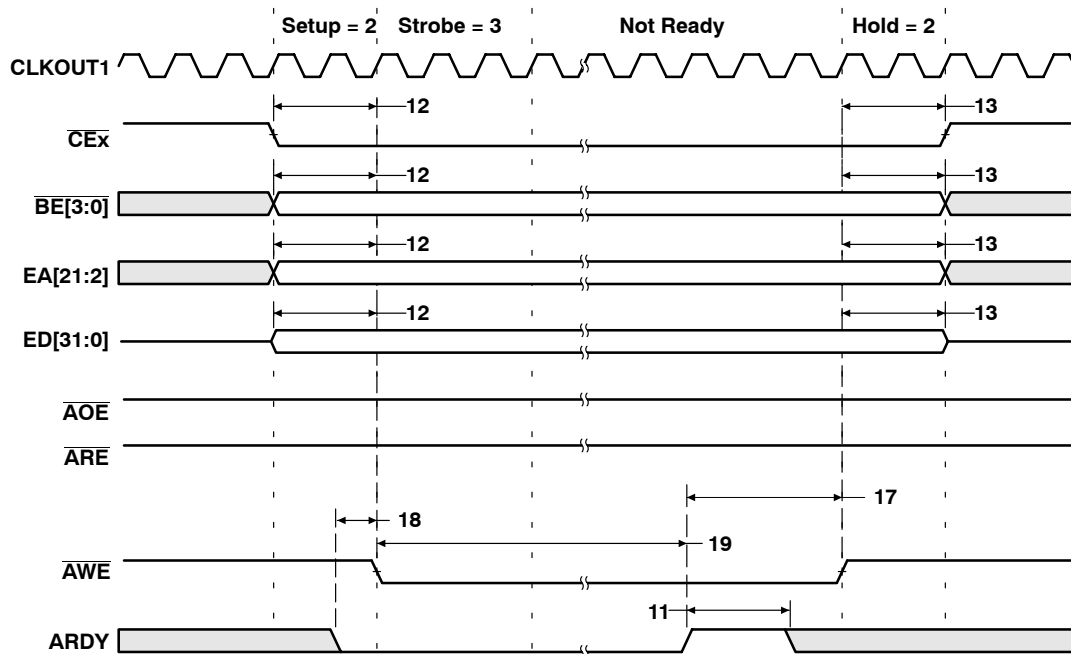 Setup = 2 Strobe = 3 Not Ready Hold = 2
CLKOUT1
12 13
CEx
12 13
BE[3:0]
12 13
EA[21:2]
12 13
ED[31:0]
AOE
ARE
17
18
19
AWE
11
ARDY